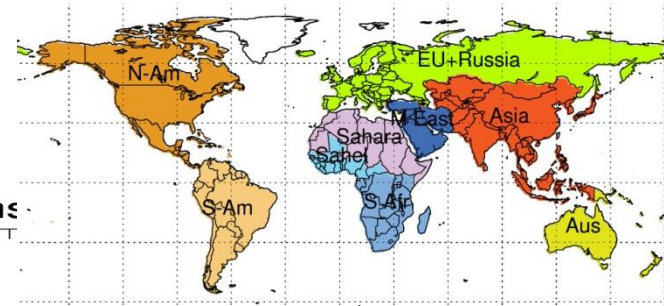 EU+Russia
N-Am
M-East
Asia
Sahara
Sahel
S-Am
S-Afr
Aus